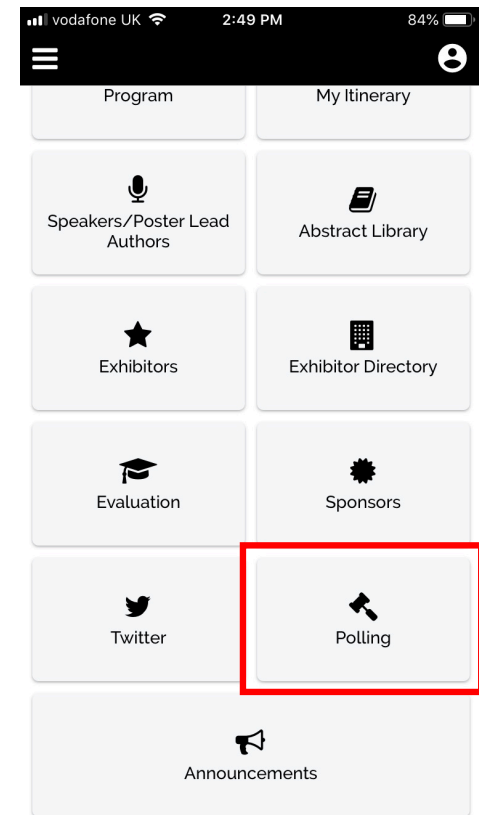 vodafone UK 2:49 PM 84%
Program My Itinerary
Speakers/Poster Lead
Authors
Abstract Library
Exhibitors Exhibitor Directory
Evaluation Sponsors
Twitter Polling
Announcements